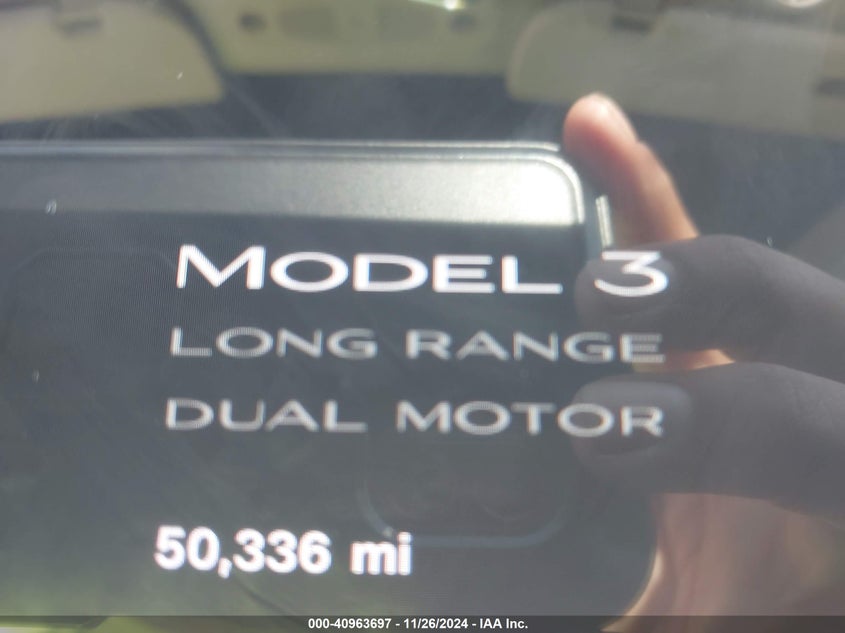 MODEL 3
LONG RANGE
DUAL MOTOR
50,336 mi
000-40963697 - 11/26/2024 - IAA Inc.